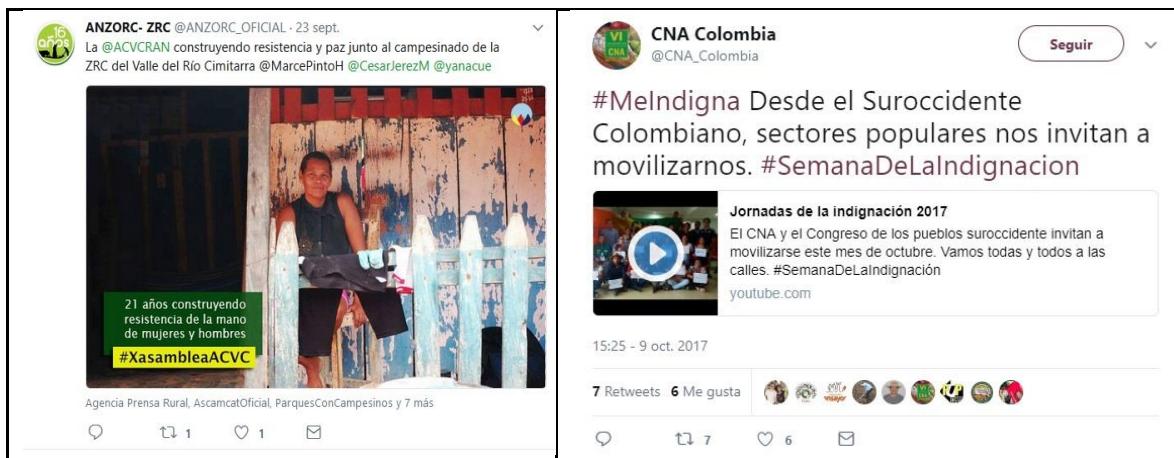 ANZORC- ZRC @ANZORC_OFICIAL · 23 sept.
La @ACVCRAN construyendo resistencia y paz junto al campesinado de la
ZRC del Valle del Río Cimitarra @MarcePintoH @CesarJerezM @yanacue
21 años construyendo
resistencia de la mano
de mujeres y hombres
#XasambleaACVC
Agencia Prensa Rural, AscamcatOficial, ParquesConCampesinos y 7 más
1 1
CNA Colombia
@CNA_Colombia
Seguir
#MeIndigna Desde el Suroccidente
Colombiano, sectores populares nos invitan a
movilizarnos. #SemanaDeLaIndignacion
Jornadas de la indignación 2017
El CNA y el Congreso de los pueblos suroccidente invitan a
movilizarse este mes de octubre. Vamos todas y todos a las
calles. #SemanaDeLaIndignación
youtube.com
15:25 - 9 oct. 2017
7 Retweets 6 Me gusta
7 6